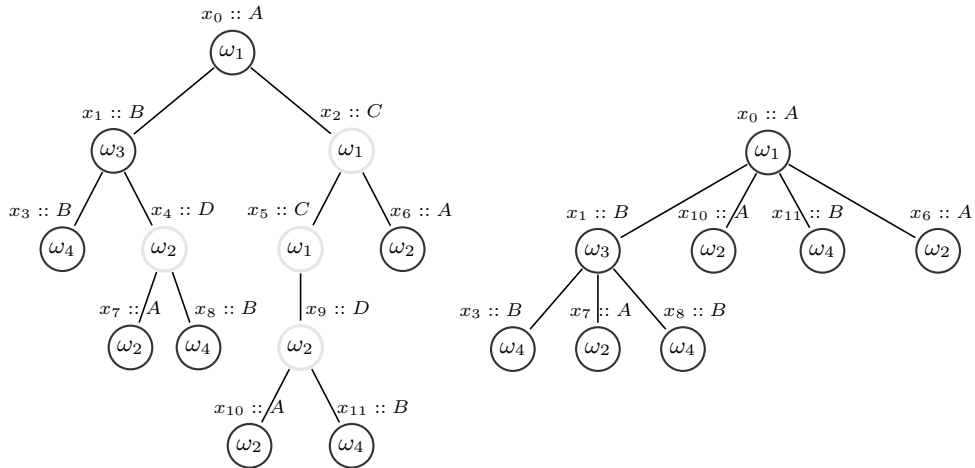 x₀ :: A
ω₁
x₁ :: B
x₂ :: C
ω₃
ω₁
x₃ :: B
x₄ :: D
x₅ :: C
x₆ :: A
ω₄
ω₂
ω₁
ω₂
x₇ :: A
x₈ :: B
x₉ :: D
ω₂
ω₄
ω₂
x₁₀ :: A
x₁₁ :: B
ω₂
ω₄
x₀ :: A
ω₁
x₁ :: B
x₁₀ :: A
x₁₁ :: B
x₆ :: A
ω₃
ω₂
ω₄
ω₂
x₃ :: B
x₇ :: A
x₈ :: B
ω₄
ω₂
ω₄